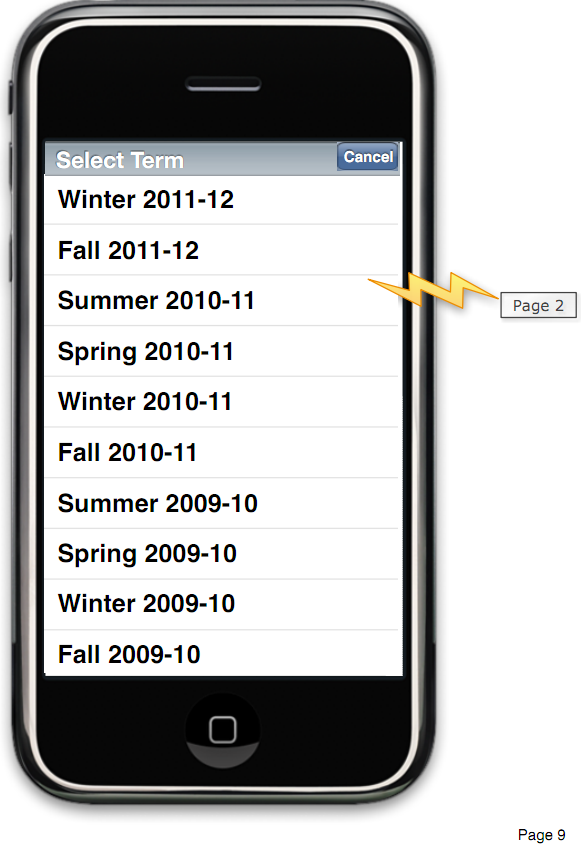 Select Term Cancel
Winter 2011-12
Fall 2011-12
Summer 2010-11
Page 2
Spring 2010-11
Winter 2010-11
Fall 2010-11
Summer 2009-10
Spring 2009-10
Winter 2009-10
Fall 2009-10
Page 9